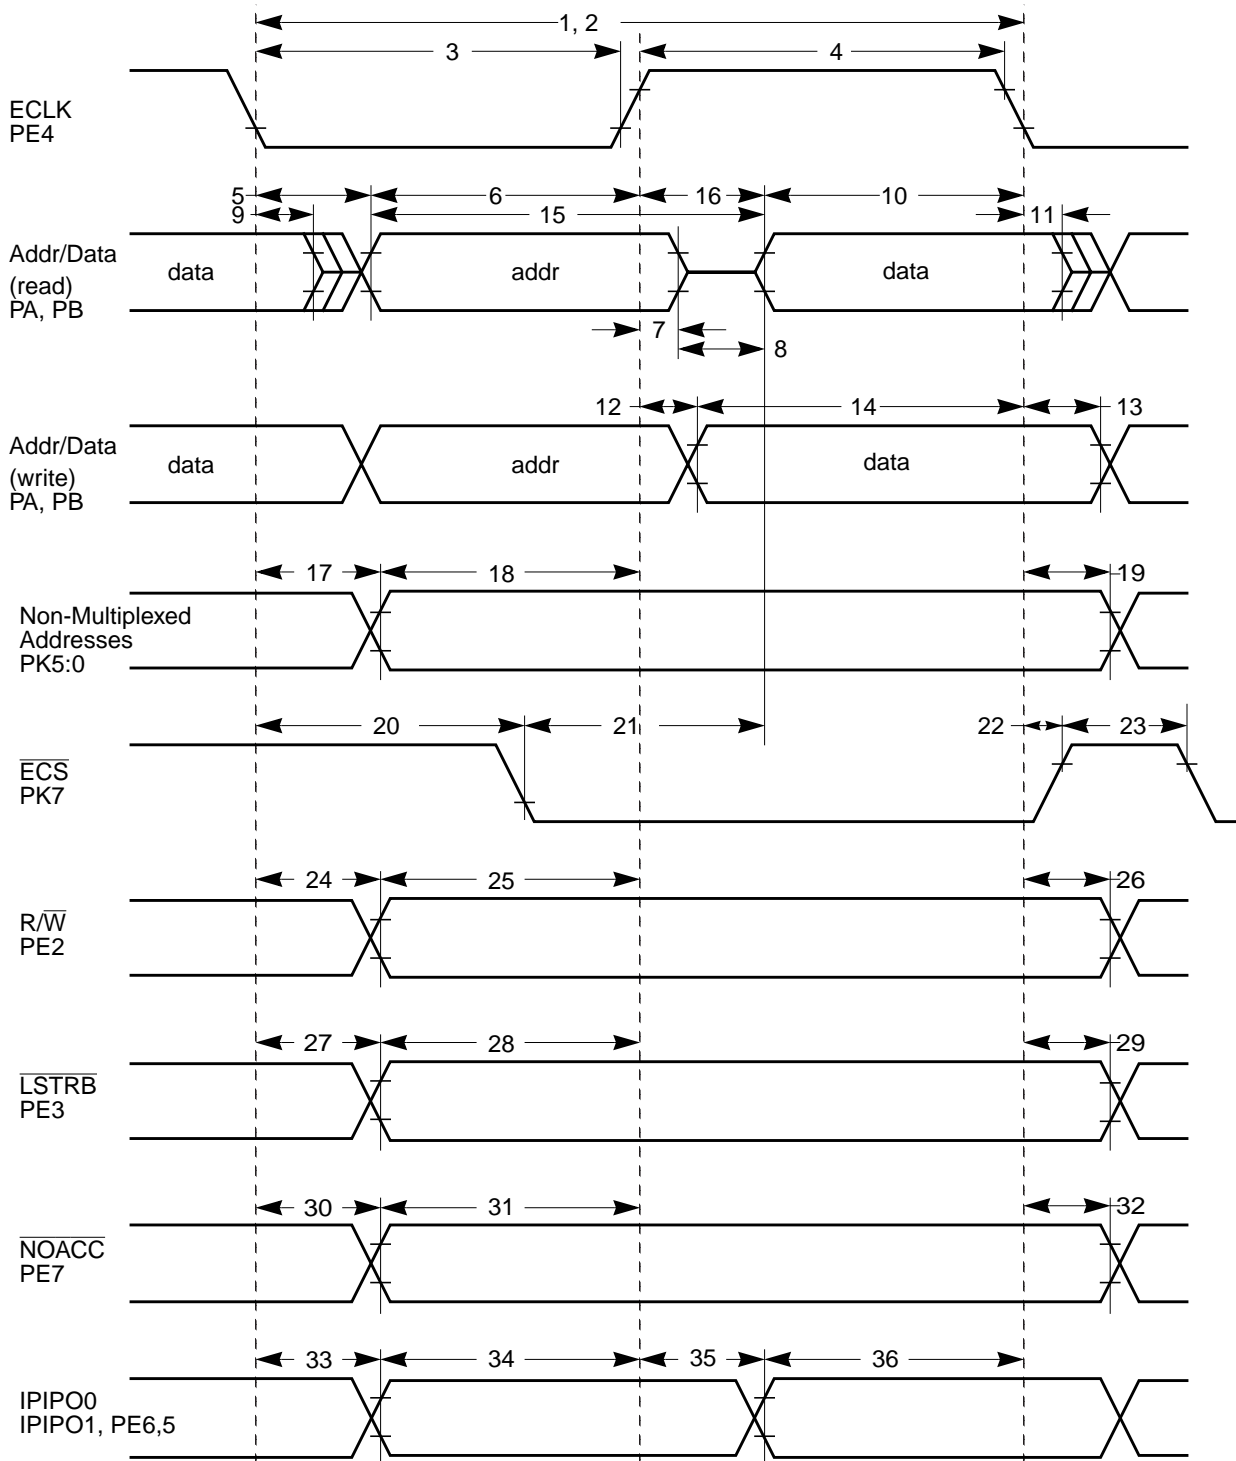 1, 2
3
4
ECLK
PE4
5
6
16
10
9
15
11
Addr/Data
(read)
PA, PB
data
addr
data
7
8
12
14
13
Addr/Data
(write)
PA, PB
data
addr
data
17
18
19
Non-Multiplexed
Addresses
PK5:0
20
21
22
23
ECS
PK7
24
25
26
R/W
PE2
27
28
29
LSTRB
PE3
30
31
32
NOACC
PE7
33
34
35
36
IPIPO0
IPIPO1, PE6,5